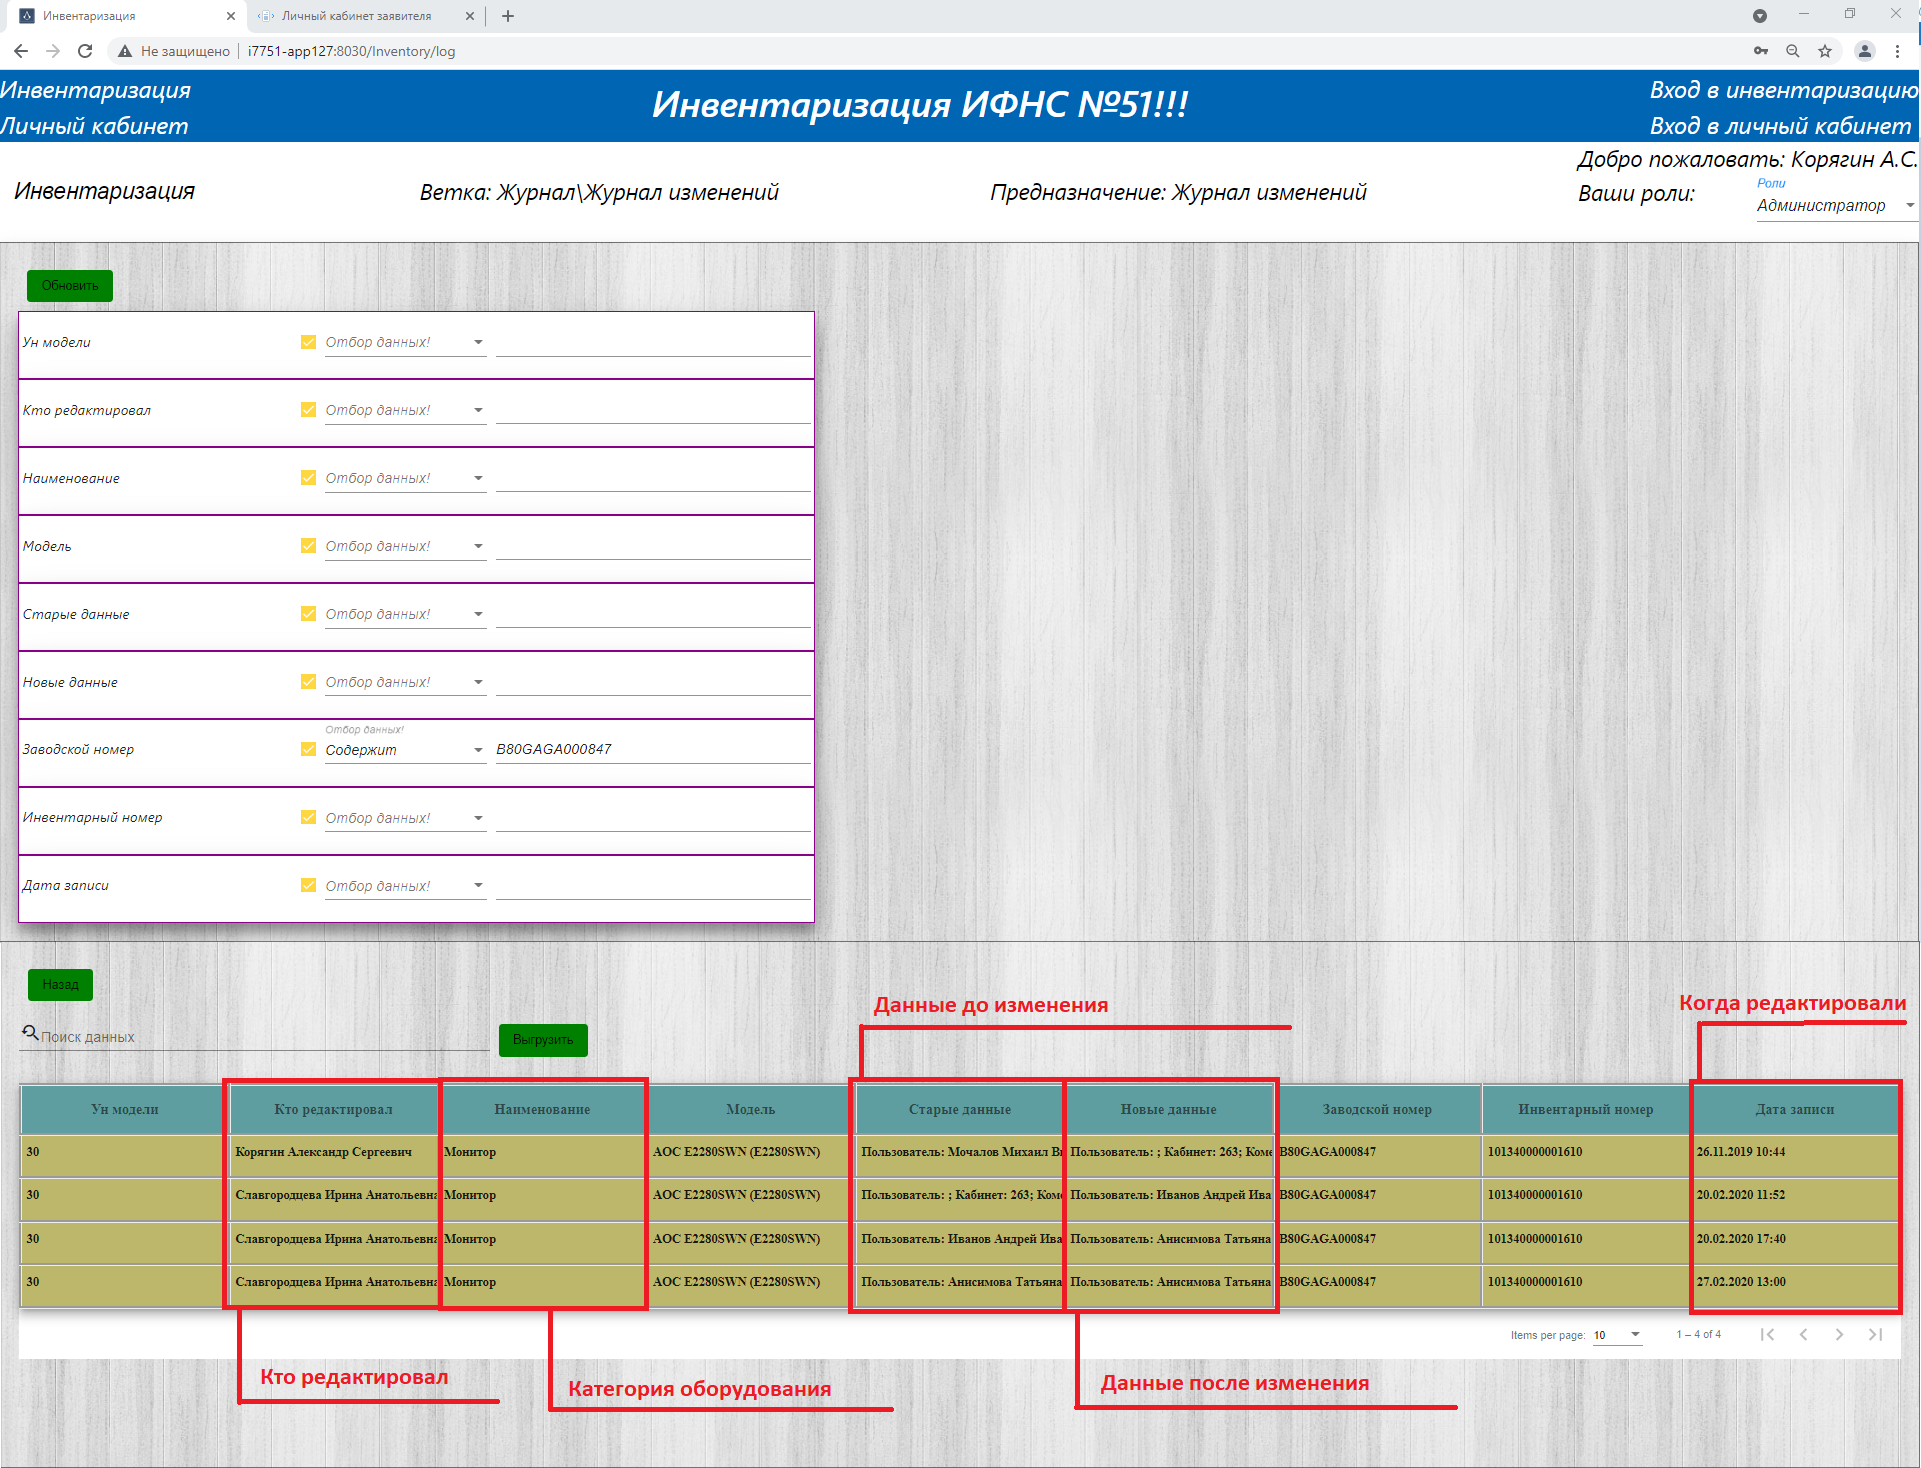 Инвентаризация
Личный кабинет заявителя
Не защищено
i7751-app127:8030/Inventory/log
Инвентаризация
Личный кабинет
Инвентаризация ИФНС №51!!!
Вход в инвентаризацию
Вход в личный кабинет
Добро пожаловать: Корягин А.С.
Инвентаризация
Ветка: Журнал\Журнал изменений
Предназначение: Журнал изменений
Ваши роли:
Роли
Администратор
Обновить
Ун модели
Отбор данных!
Кто редактировал
Отбор данных!
Наименование
Отбор данных!
Модель
Отбор данных!
Старые данные
Отбор данных!
Новые данные
Отбор данных!
Заводской номер
Отбор данных!
Содержит
B80GAGA000847
Инвентарный номер
Отбор данных!
Дата записи
Отбор данных!
Назад
Данные до изменения
Когда редактировали
Поиск данных
Выгрузить
Ун модели Кто редактировал Наименование Модель Старые данные Новые данные Заводской номер Инвентарный номер Дата записи
30 Корягин Александр Сергеевич Монитор AOC E2280SWN (E2280SWN) Пользователь: Мочалов Михаил Ви Пользователь: ; Кабинет: 263; Коме B80GAGA000847 101340000001610 26.11.2019 10:44
30 Славгородцева Ирина Анатольевна Монитор AOC E2280SWN (E2280SWN) Пользователь: ; Кабинет: 263; Коме Пользователь: Иванов Андрей Ива B80GAGA000847 101340000001610 20.02.2020 11:52
30 Славгородцева Ирина Анатольевна Монитор AOC E2280SWN (E2280SWN) Пользователь: Иванов Андрей Ива Пользователь: Анисимова Татьяна B80GAGA000847 101340000001610 20.02.2020 17:40
30 Славгородцева Ирина Анатольевна Монитор AOC E2280SWN (E2280SWN) Пользователь: Анисимова Татьяна Пользователь: Анисимова Татьяна B80GAGA000847 101340000001610 27.02.2020 13:00
Items per page: 10 1 – 4 of 4
Кто редактировал
Категория оборудования
Данные после изменения